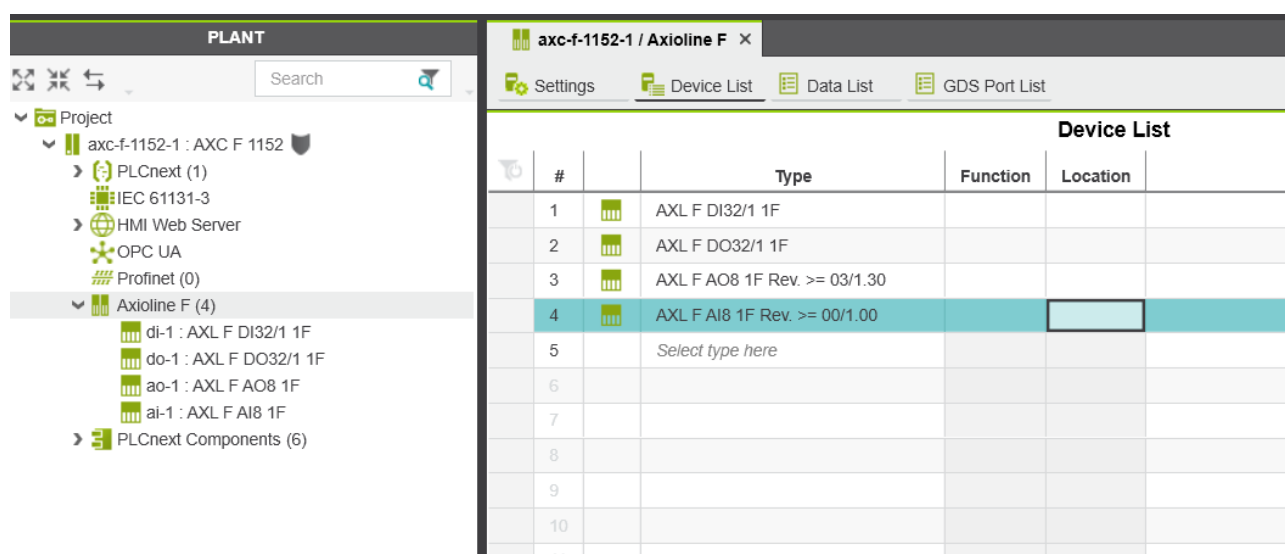 PLANT
Search
Project
axc-f-1152-1 : AXC F 1152
PLCnext (1)
IEC 61131-3
HMI Web Server
OPC UA
Profinet (0)
Axioline F (4)
di-1 : AXL F DI32/1 1F
do-1 : AXL F DO32/1 1F
ao-1 : AXL F AO8 1F
ai-1 : AXL F AI8 1F
PLCnext Components (6)
axc-f-1152-1 / Axioline F ×
Settings Device List Data List GDS Port List
Device List
# Type Function Location
1 AXL F DI32/1 1F
2 AXL F DO32/1 1F
3 AXL F AO8 1F Rev. >= 03/1.30
4 AXL F AI8 1F Rev. >= 00/1.00
5 Select type here
6
7
8
9
10